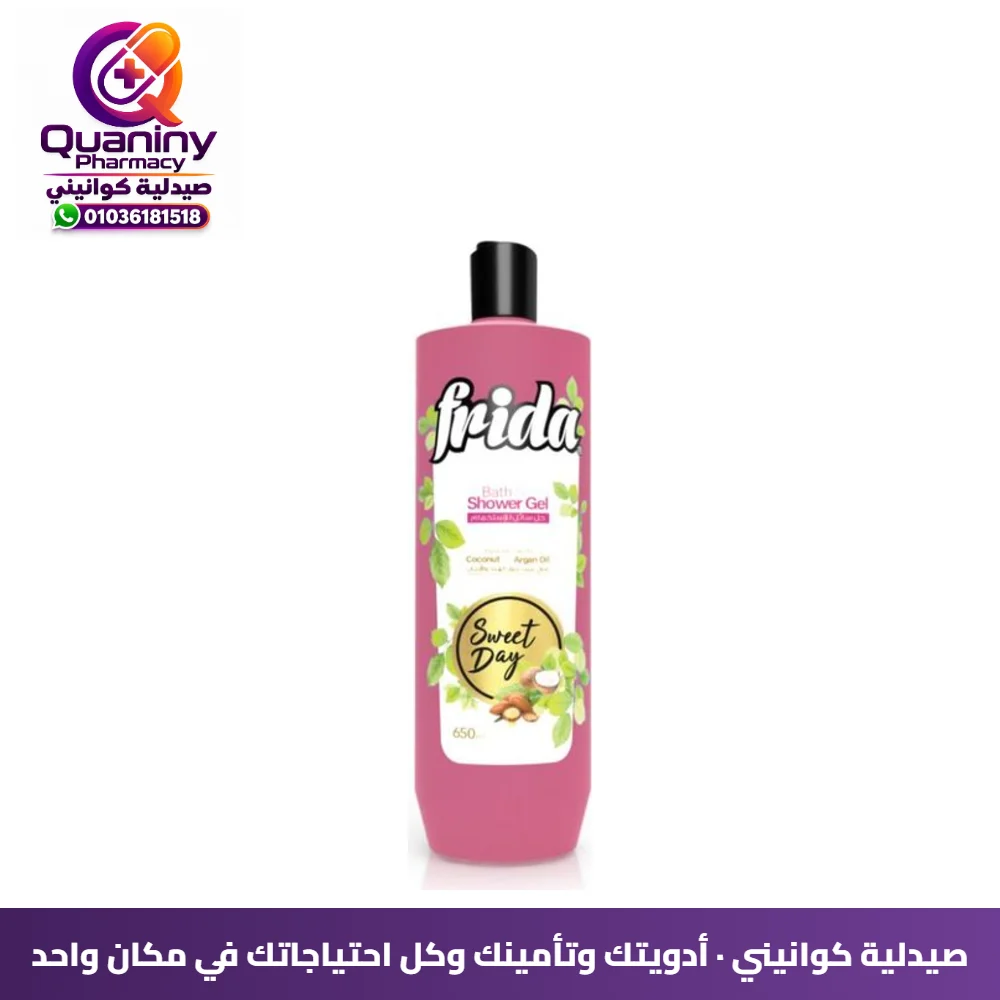 Quaniny
Pharmacy
صيدلية كوانيني
01036181518
frida
Bath
Shower Gel
Coconut Argan Oil
Sweet
Day
650
صيدلية كوانيني · أدويتك وتأمينك وكل احتياجاتك في مكان واحد